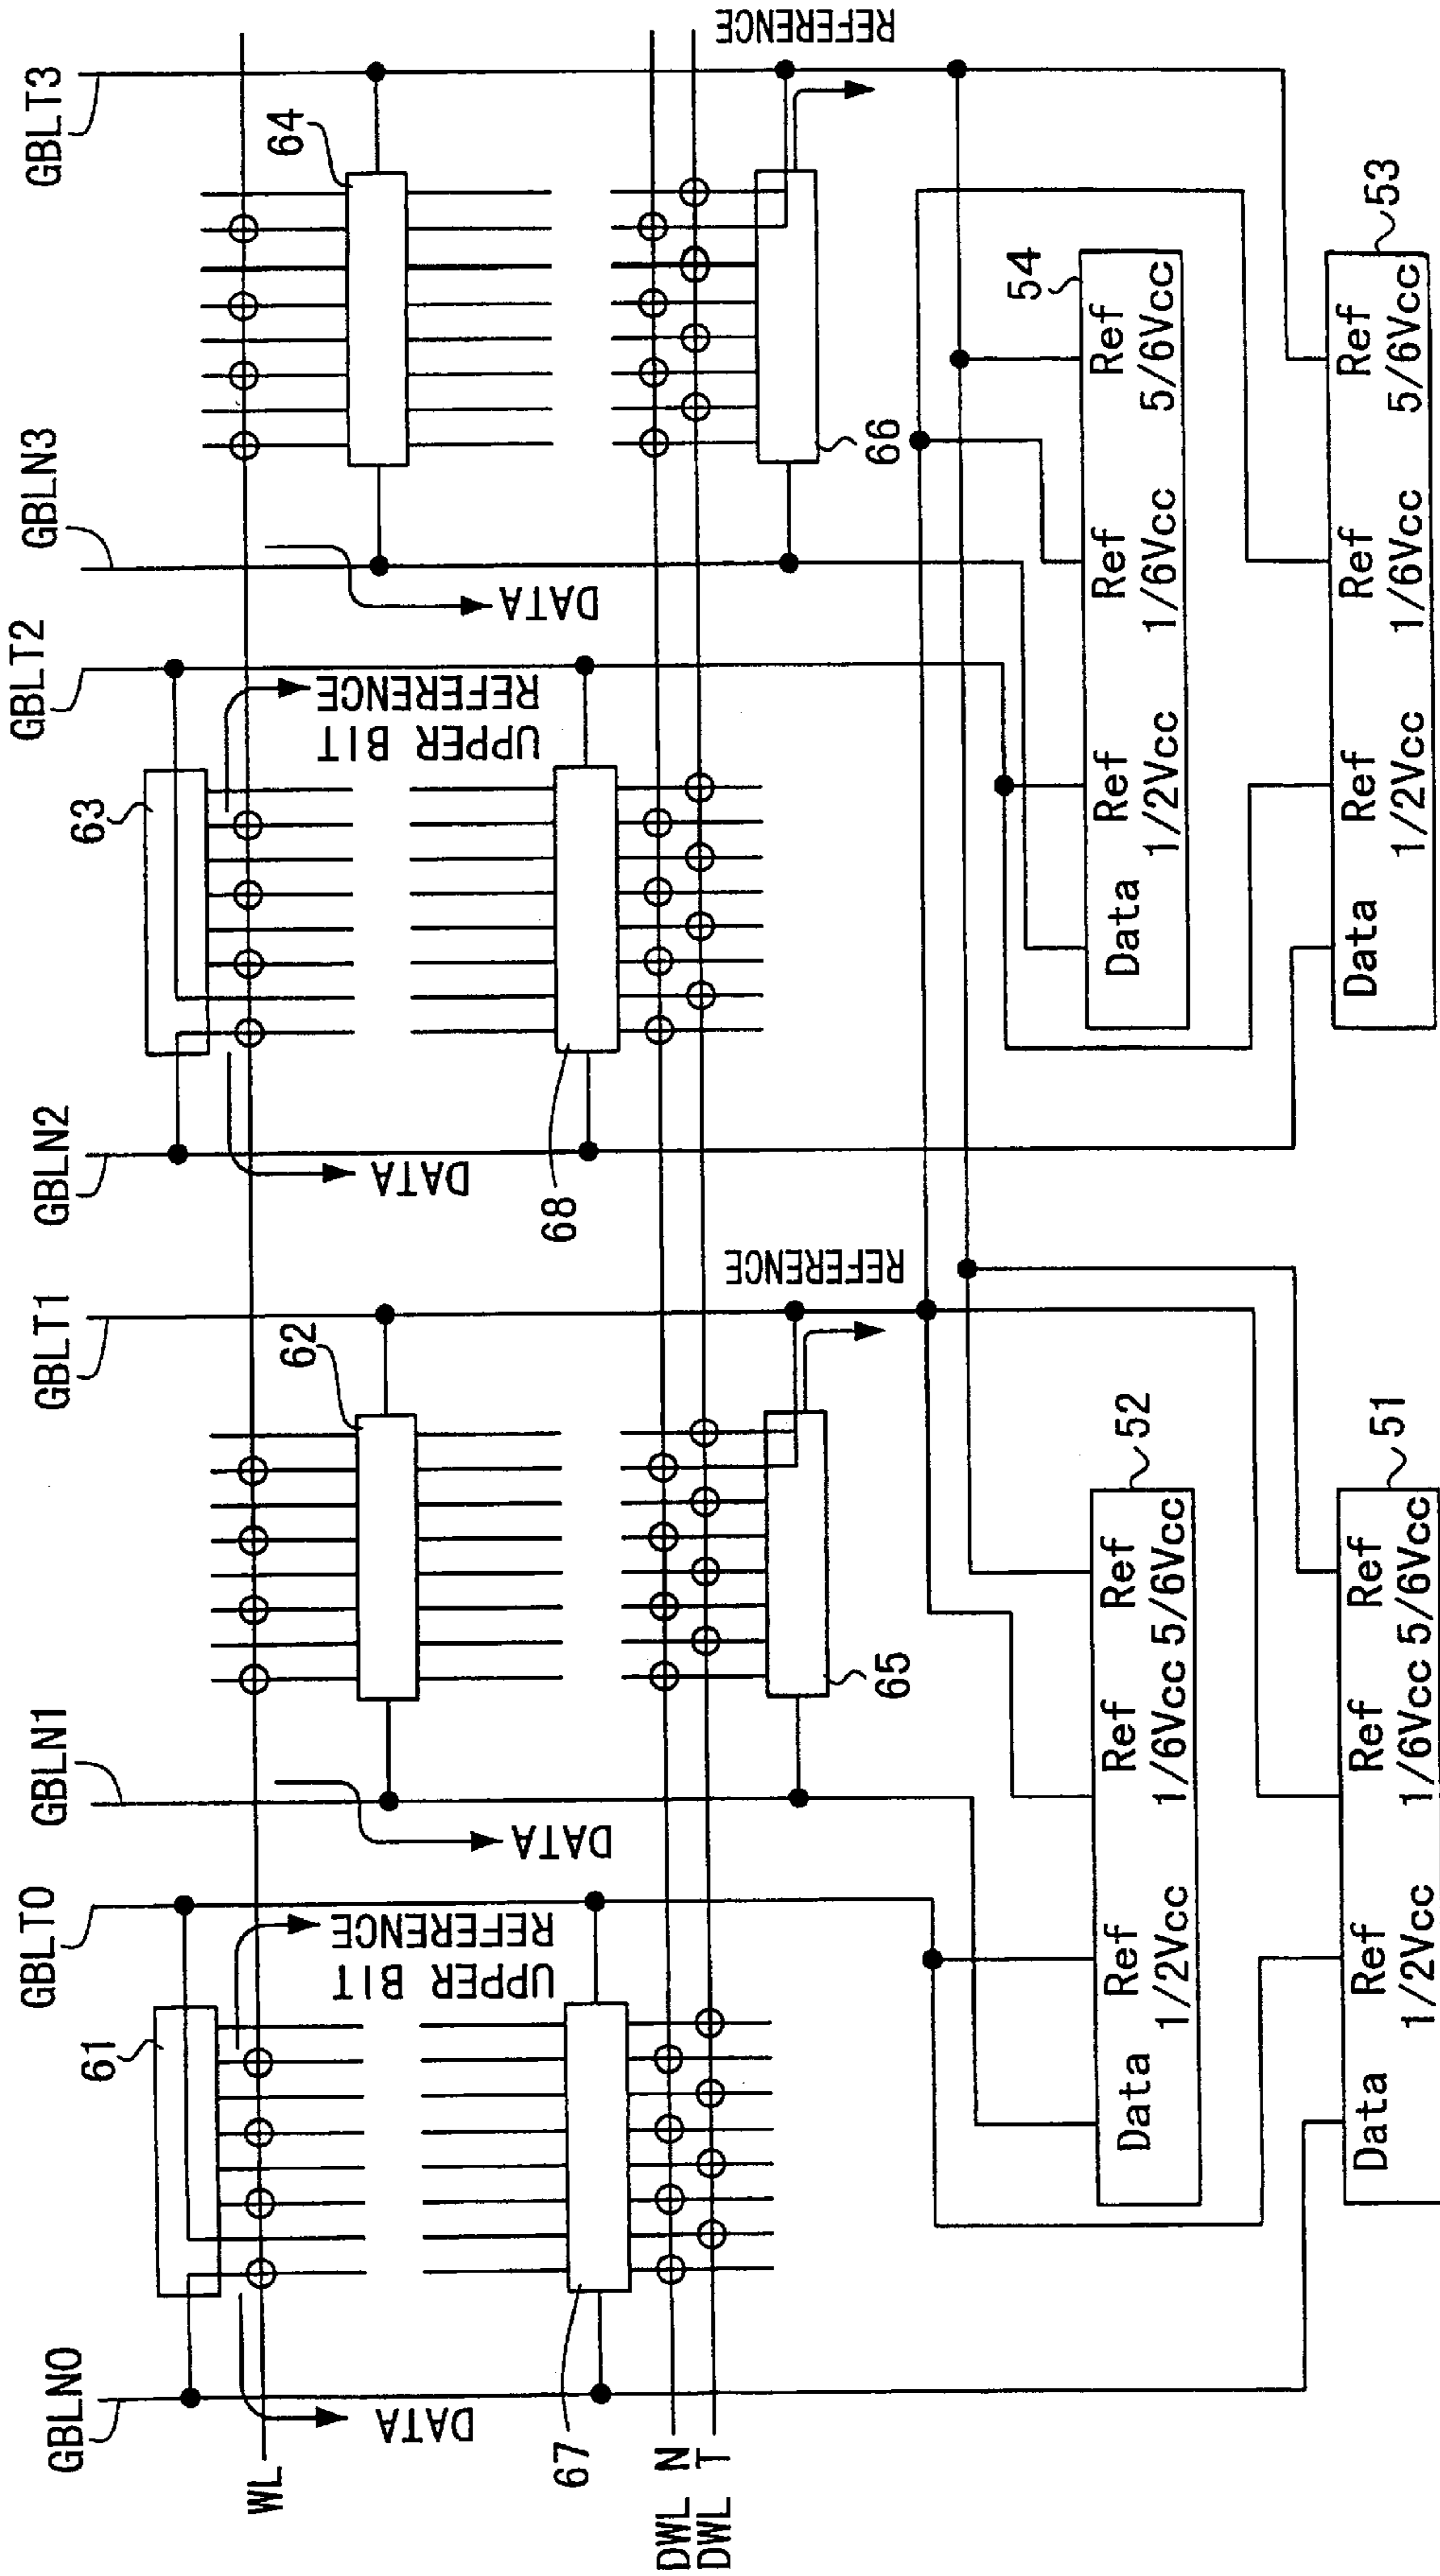 GBLN0
GBLT0
GBLN1
GBLT1
GBLN2
GBLT2
GBLN3
GBLT3
61
62
63
64
WL
DATA
UPPER BIT
REFERENCE
DATA
DATA
UPPER BIT
REFERENCE
DATA
67
65
68
66
DWL N
DWL T
REFERENCE
REFERENCE
52
Data
Ref
1/2Vcc
Ref
1/6Vcc
Ref
5/6Vcc
54
Data
Ref
1/2Vcc
Ref
1/6Vcc
Ref
5/6Vcc
51
Data
Ref
1/2Vcc
Ref
1/6Vcc
Ref
5/6Vcc
53
Data
Ref
1/2Vcc
Ref
1/6Vcc
Ref
5/6Vcc